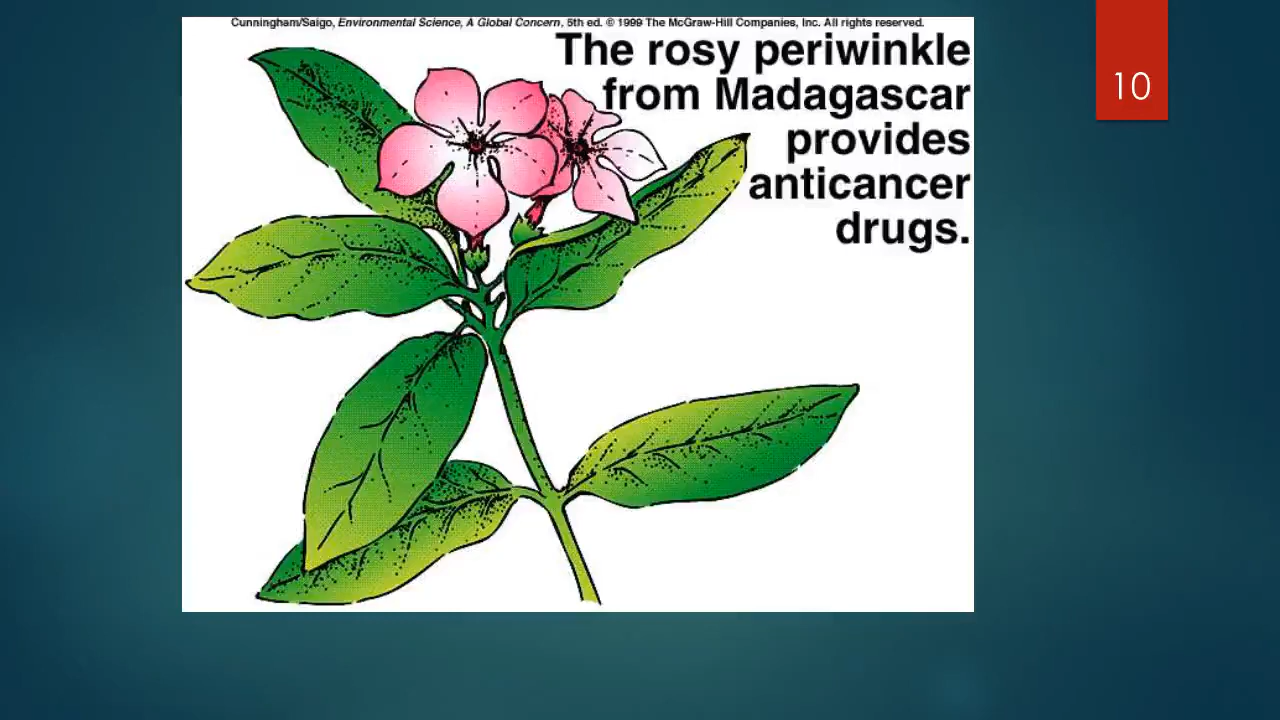 Cunningham/Saigo, Environmental Science, A Global Concern, 5th ed. © 1999 The McGraw-Hill Companies, Inc. All rights reserved.
The rosy periwinkle
from Madagascar
provides
anticancer
drugs.
10